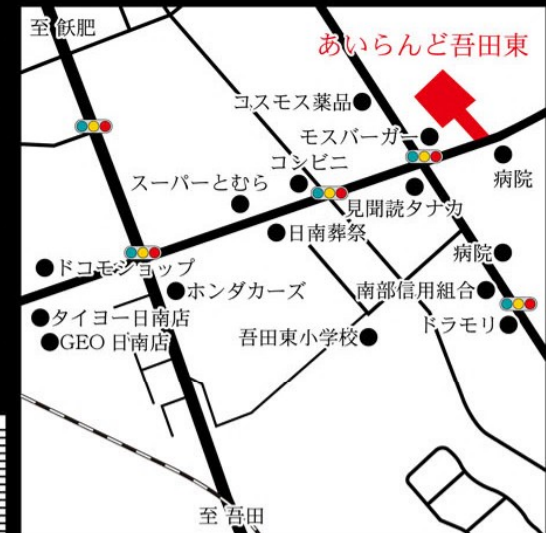 至 飫肥
あいらんど吾田東
コスモス薬品
モスバーガー
コンビニ
病院
スーパーとむら
見聞読タナカ
日南葬祭
病院
ドコモショップ
ホンダカーズ
南部信用組合
タイヨー日南店
ドラモリ
GEO 日南店
吾田東小学校
至 吾田